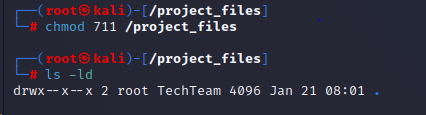 ┌──(root㉿kali)-[/project_files]
└─# chmod 711 /project_files
┌──(root㉿kali)-[/project_files]
└─# ls -ld
drwx--x--x 2 root TechTeam 4096 Jan 21 08:01 .